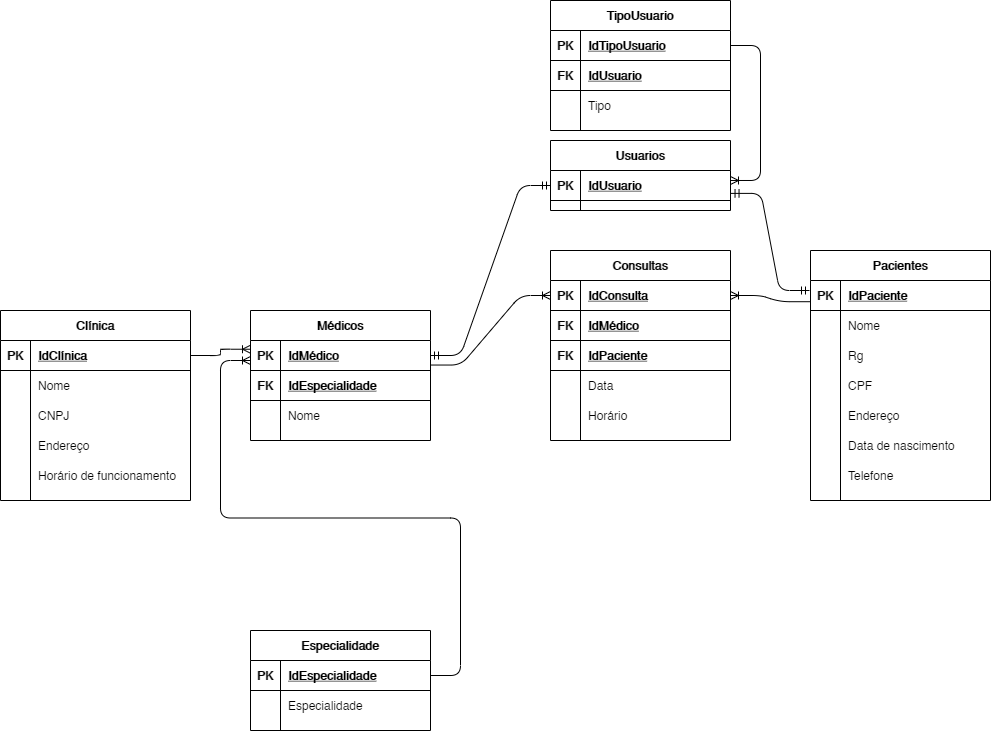 TipoUsuario
PK IdTipoUsuario
FK IdUsuario
Tipo
Usuarios
PK IdUsuario
Consultas
PK IdConsulta
FK IdMédico
FK IdPaciente
Data
Horário
Pacientes
PK IdPaciente
Nome
Rg
CPF
Endereço
Data de nascimento
Telefone
Clínica
PK IdClínica
Nome
CNPJ
Endereço
Horário de funcionamento
Médicos
PK IdMédico
FK IdEspecialidade
Nome
Especialidade
PK IdEspecialidade
Especialidade